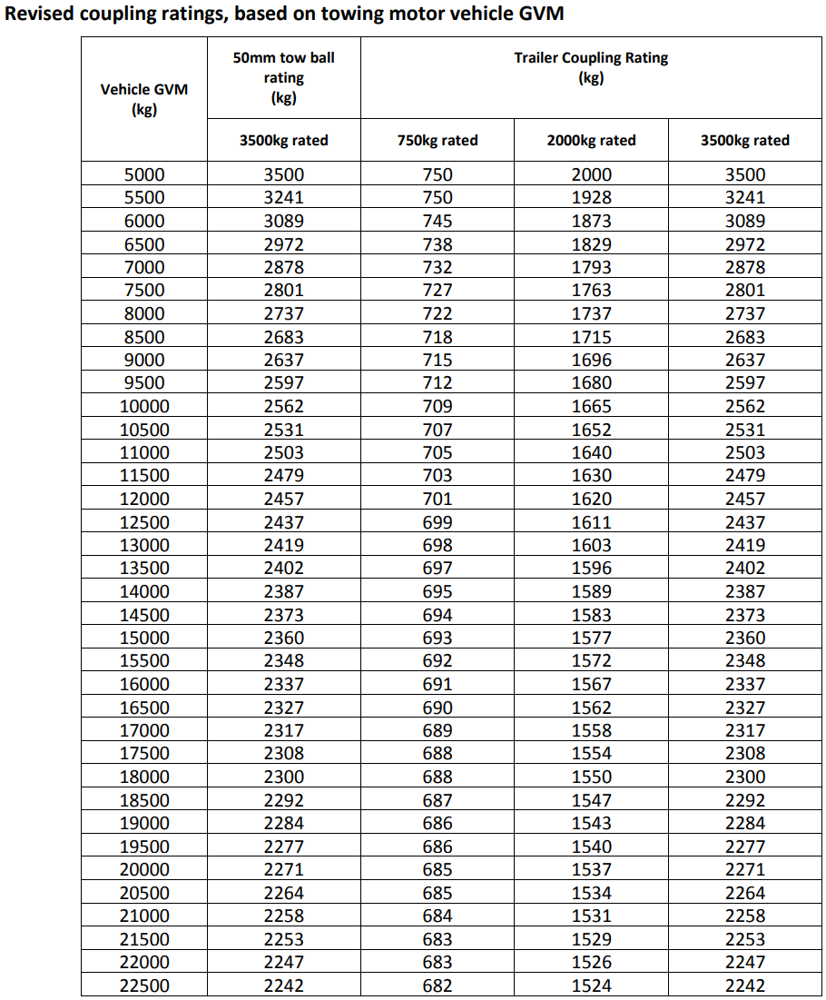 Revised coupling ratings, based on towing motor vehicle GVM
Vehicle GVM
(kg)
50mm tow ball
rating
(kg)
Trailer Coupling Rating
(kg)
3500kg rated 750kg rated 2000kg rated 3500kg rated
5000 3500 750 2000 3500
5500 3241 750 1928 3241
6000 3089 745 1873 3089
6500 2972 738 1829 2972
7000 2878 732 1793 2878
7500 2801 727 1763 2801
8000 2737 722 1737 2737
8500 2683 718 1715 2683
9000 2637 715 1696 2637
9500 2597 712 1680 2597
10000 2562 709 1665 2562
10500 2531 707 1652 2531
11000 2503 705 1640 2503
11500 2479 703 1630 2479
12000 2457 701 1620 2457
12500 2437 699 1611 2437
13000 2419 698 1603 2419
13500 2402 697 1596 2402
14000 2387 695 1589 2387
14500 2373 694 1583 2373
15000 2360 693 1577 2360
15500 2348 692 1572 2348
16000 2337 691 1567 2337
16500 2327 690 1562 2327
17000 2317 689 1558 2317
17500 2308 688 1554 2308
18000 2300 688 1550 2300
18500 2292 687 1547 2292
19000 2284 686 1543 2284
19500 2277 686 1540 2277
20000 2271 685 1537 2271
20500 2264 685 1534 2264
21000 2258 684 1531 2258
21500 2253 683 1529 2253
22000 2247 683 1526 2247
22500 2242 682 1524 2242